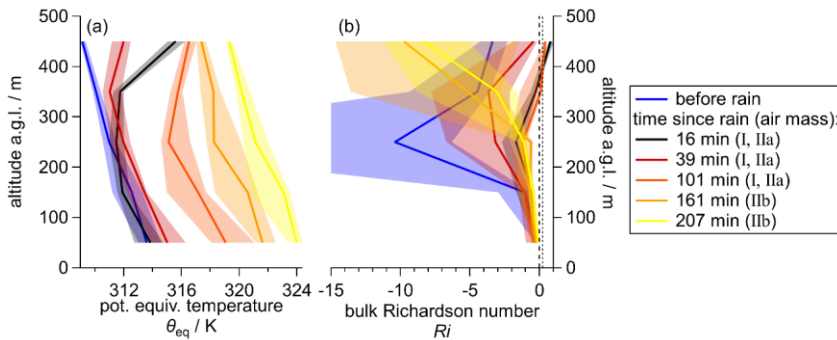 (a)
(b)
500
400
300
200
100
0
altitude a.g.l. / m
312
316
320
324
pot. equiv. temperature
θeq / K
-15
-10
-5
0
bulk Richardson number
Ri
500
400
300
200
100
0
altitude a.g.l. / m
before rain
time since rain (air mass):
16 min (I, IIa)
39 min (I, IIa)
101 min (I, IIa)
161 min (IIb)
207 min (IIb)